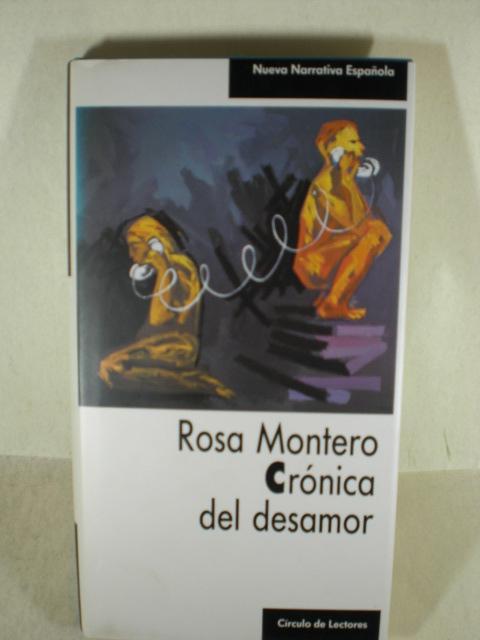 Nueva Narrativa Española
Rosa Montero
Crónica
del desamor
Círculo de Lectores